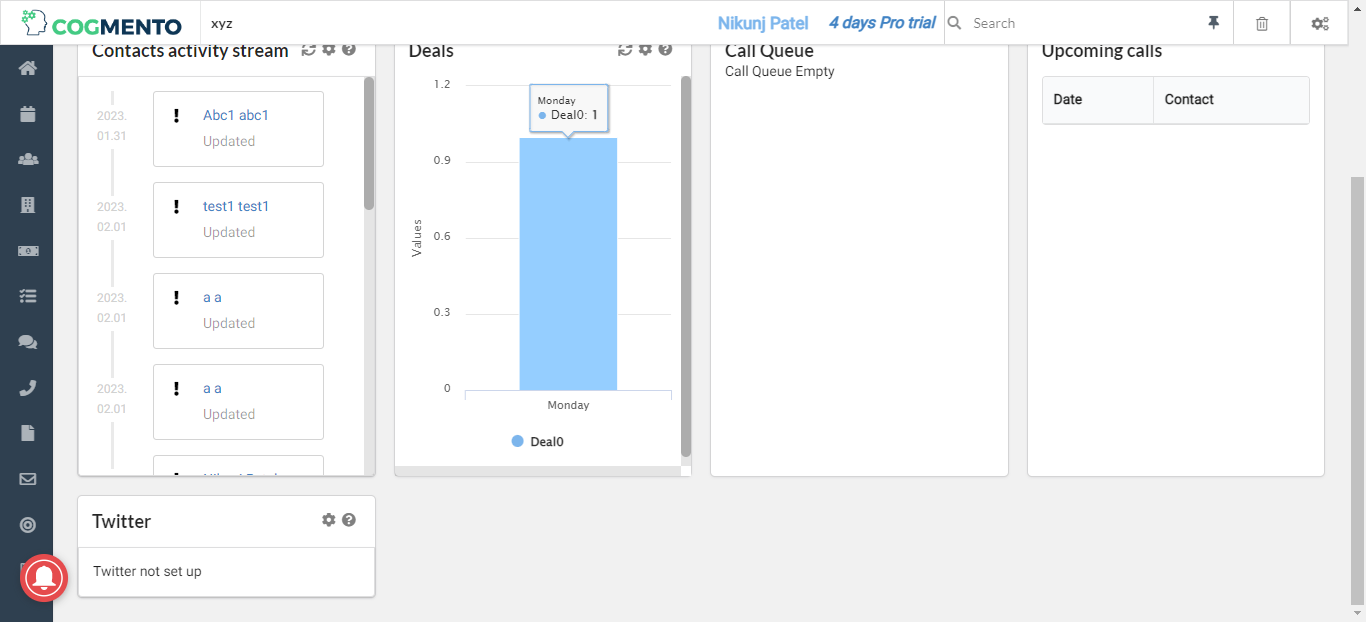 COGMENTO
xyz
Nikunj Patel
4 days Pro trial
Search
Contacts activity stream
2023.
01.31
Abc1 abc1
Updated
2023.
02.01
test1 test1
Updated
2023.
02.01
a a
Updated
2023.
02.01
a a
Updated
Deals
1.2
0.9
0.6
0.3
0
Values
Monday
Deal0: 1
Monday
Deal0
Call Queue
Call Queue Empty
Upcoming calls
Date Contact
Twitter
Twitter not set up